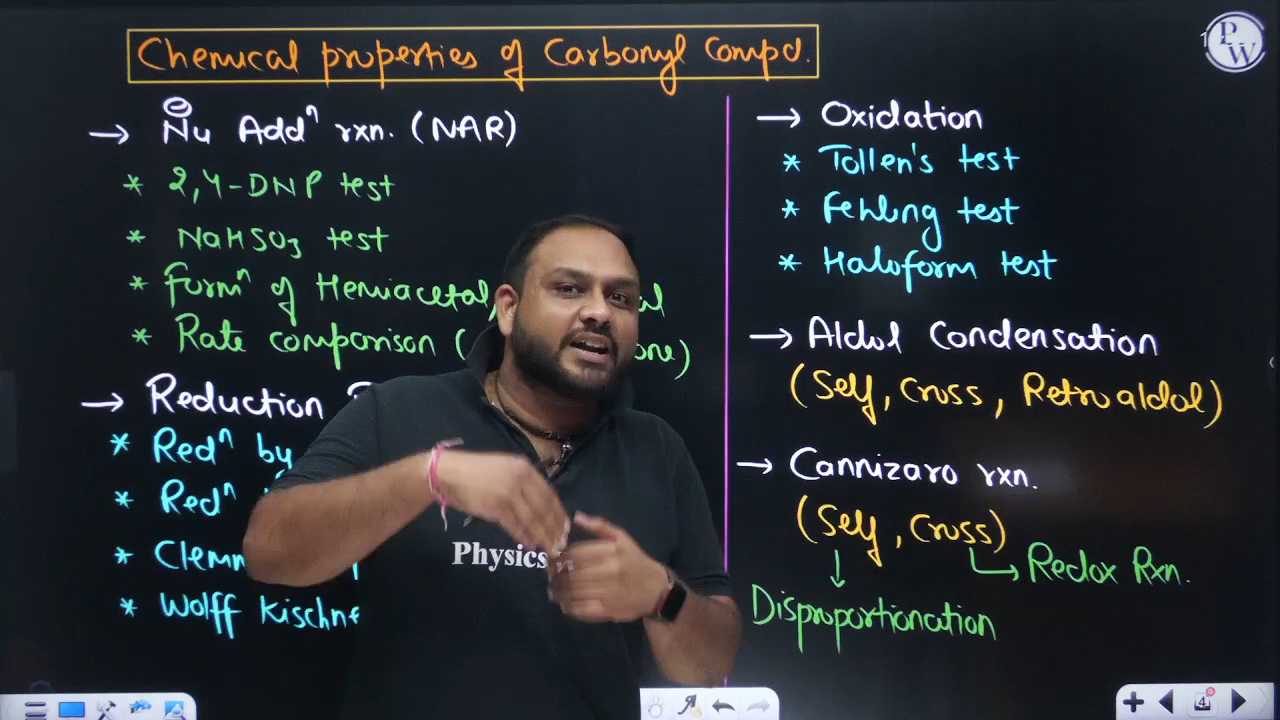 Chemical properties of Carbonyl Compd.
→ Nu⊖ Addⁿ rxn. (NAR)
* 2,4-DNP test
* NaHSO3 test
* Formⁿ of Hemiacetal,
* Rate comparison (
→ Reduction
* Redⁿ by
* Redⁿ
*
* Wolff
→ Oxidation
* Tollen's test
* Fehling test
* Haloform test
→ Aldol Condensation
(Self, Cross, Retro aldol)
→ Cannizaro rxn.
(Self, Cross)
↓ Redox Rxn.
Disproportionation
Physics
PW
4